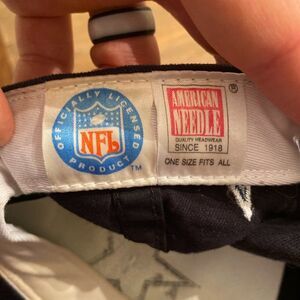 OFFICIALLY LICENSED
NFL
PRODUCT
TM
AMERICAN
NEEDLE
®
QUALITY HEADWEAR
SINCE 1918
ONE SIZE FITS ALL